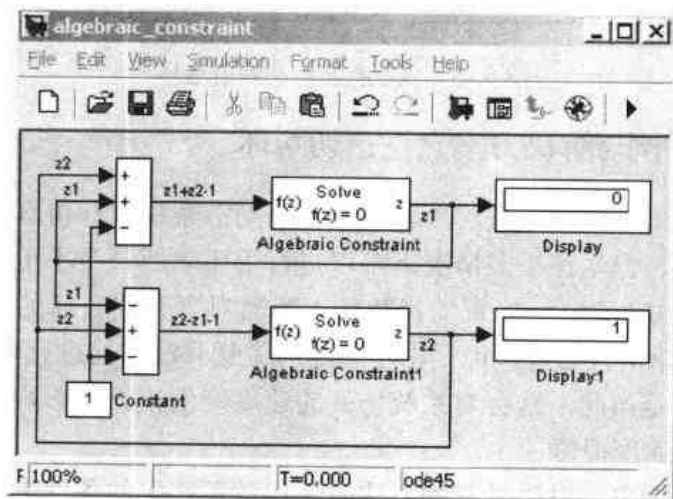 algebraic_constraint
File Edit View Simulation Format Tools Help
z2
z1
+
+
−
z1+z2-1
f(z)
Solve
f(z) = 0
z
z1
0
Algebraic Constraint
Display
z1
z2
−
+
−
z2-z1-1
f(z)
Solve
f(z) = 0
z
z2
1
Algebraic Constraint1
Display1
1
Constant
F 100%
T=0.000
ode45